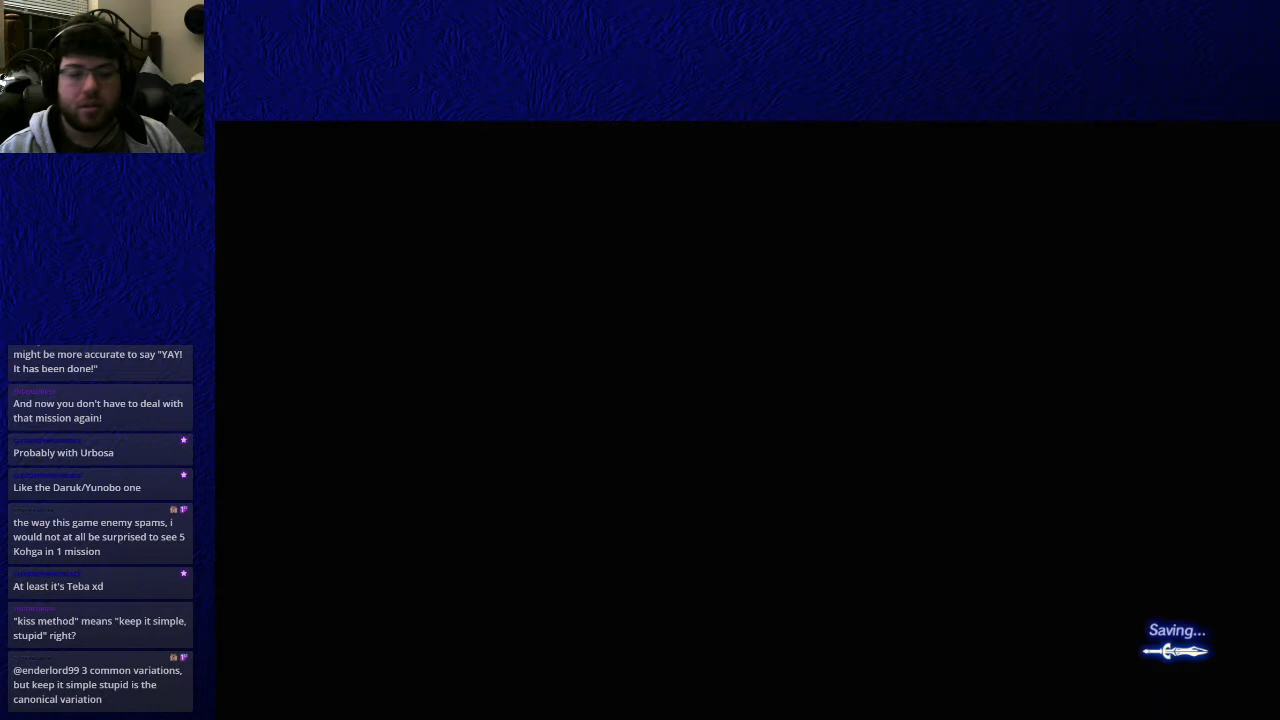 might be more accurate to say "YAY!
It has been done!"
And now you don't have to deal with
that mission again!
Probably with Urbosa
Like the Daruk/Yunobo one
the way this game enemy spams, i
would not at all be surprised to see 5
Kohga in 1 mission
At least it's Teba xd
"kiss method" means "keep it simple,
stupid" right?
@enderlord99 3 common variations,
but keep it simple stupid is the
canonical variation
Saving...